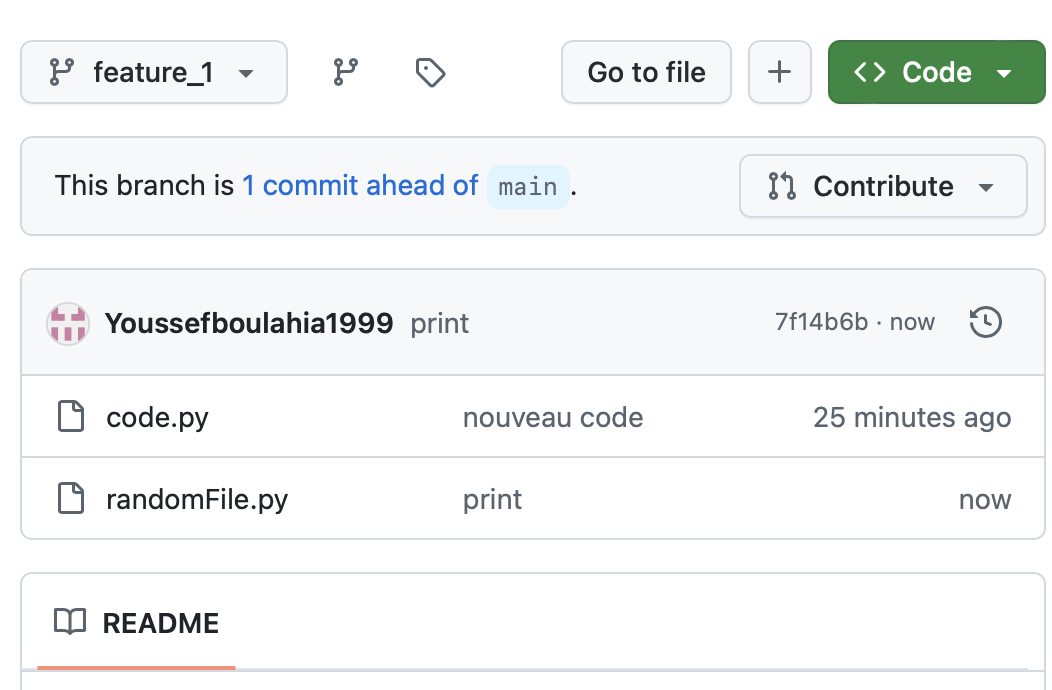 feature_1 Go to file Code
This branch is 1 commit ahead of main . Contribute
Youssefboulahia1999 print 7f14b6b · now
code.py nouveau code 25 minutes ago
randomFile.py print now
README